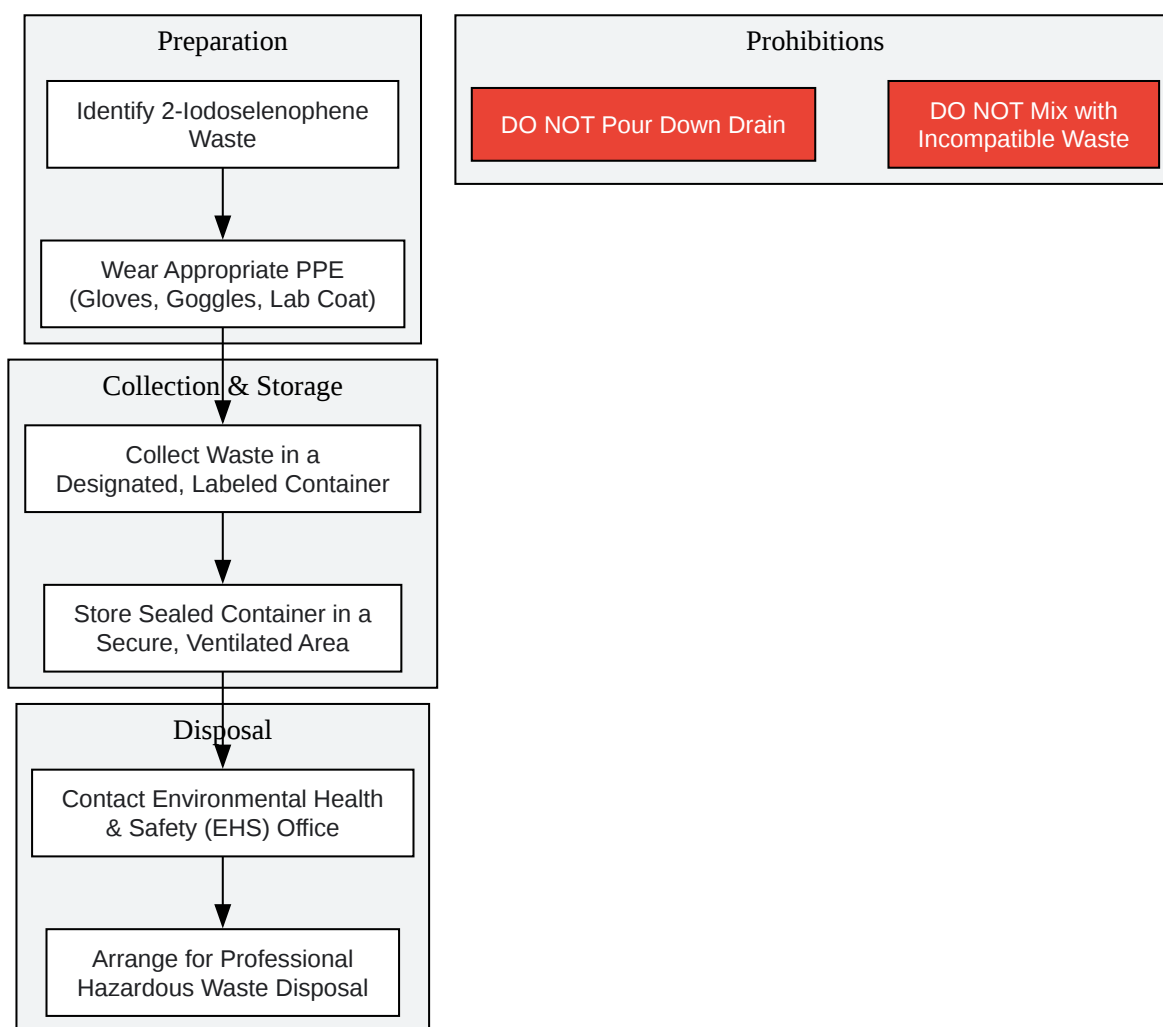 Preparation
Identify 2-Iodoselenophene
Waste
Wear Appropriate PPE
(Gloves, Goggles, Lab Coat)
Collection & Storage
Collect Waste in a
Designated, Labeled Container
Store Sealed Container in a
Secure, Ventilated Area
Disposal
Contact Environmental Health
& Safety (EHS) Office
Arrange for Professional
Hazardous Waste Disposal
Prohibitions
DO NOT Pour Down Drain
DO NOT Mix with
Incompatible Waste